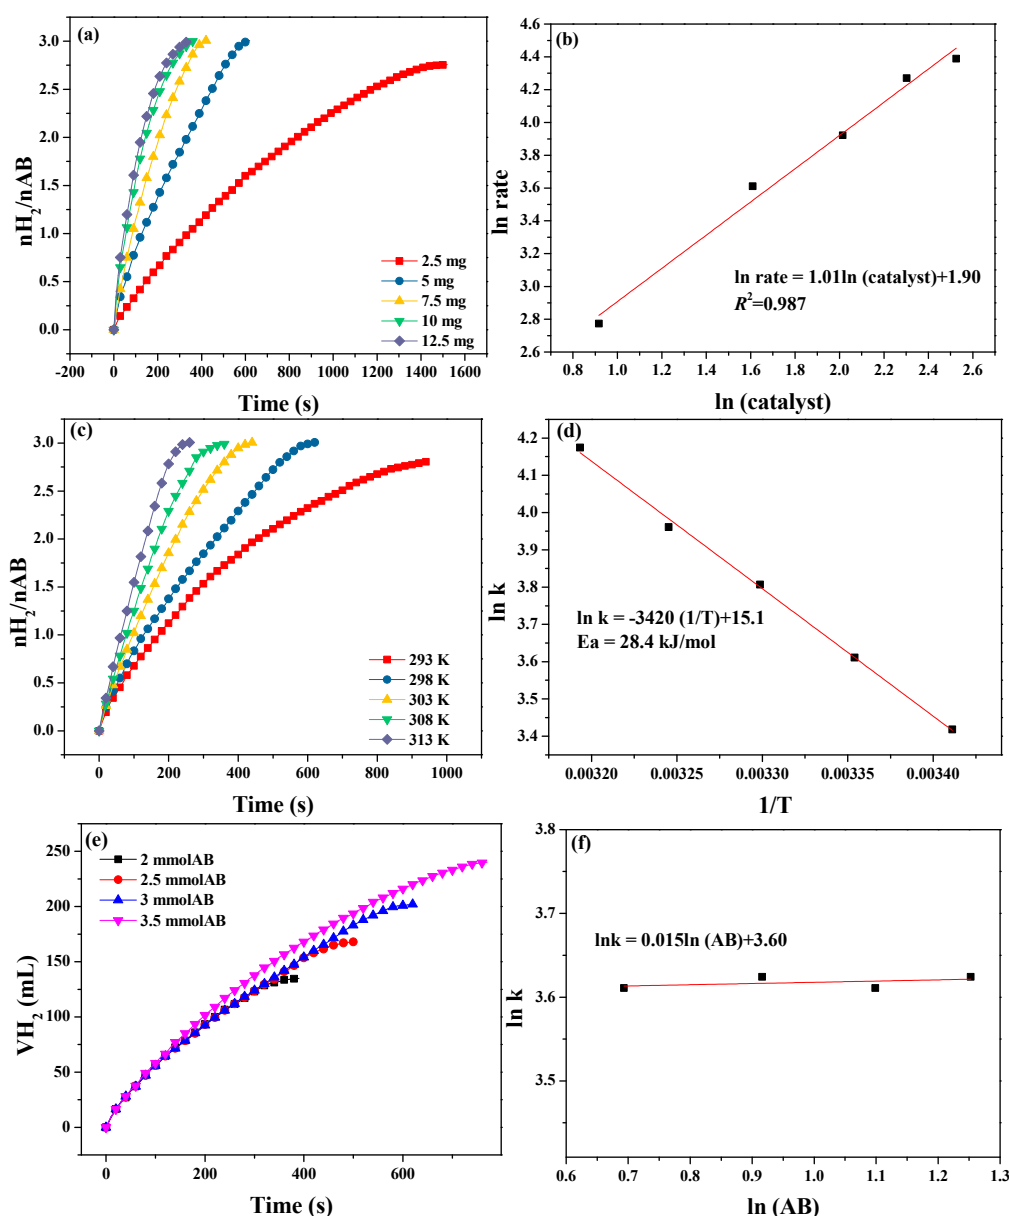 (a)
nH2/nAB
3.0
2.5
2.0
1.5
1.0
0.5
0.0
2.5 mg
5 mg
7.5 mg
10 mg
12.5 mg
-200 0 200 400 600 800 1000 1200 1400 1600
Time (s)
(b)
ln rate
4.6
4.4
4.2
4.0
3.8
3.6
3.4
3.2
3.0
2.8
2.6
ln rate = 1.01ln (catalyst)+1.90
R2=0.987
0.8 1.0 1.2 1.4 1.6 1.8 2.0 2.2 2.4 2.6
ln (catalyst)
(c)
nH2/nAB
3.0
2.5
2.0
1.5
1.0
0.5
0.0
293 K
298 K
303 K
308 K
313 K
0 200 400 600 800 1000
Time (s)
(d)
ln k
4.2
4.1
4.0
3.9
3.8
3.7
3.6
3.5
3.4
ln k = -3420 (1/T)+15.1
Ea = 28.4 kJ/mol
0.00320 0.00325 0.00330 0.00335 0.00340
1/T
(e)
VH2 (mL)
250
200
150
100
50
0
2 mmolAB
2.5 mmolAB
3 mmolAB
3.5 mmolAB
0 200 400 600
Time (s)
(f)
ln k
3.8
3.7
3.6
3.5
lnk = 0.015ln (AB)+3.60
0.6 0.7 0.8 0.9 1.0 1.1 1.2 1.3
ln (AB)